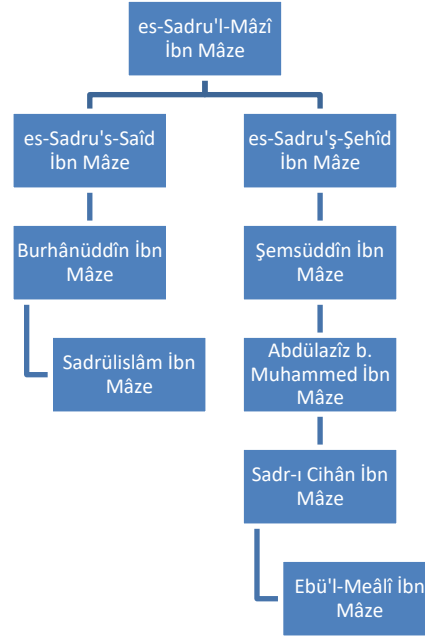 es-Sadru'l-Mâzî
İbn Mâze
es-Sadru's-Saîd
İbn Mâze
es-Sadru'ş-Şehîd
İbn Mâze
Burhânüddîn İbn
Mâze
Şemsüddîn İbn
Mâze
Sadrülislâm İbn
Mâze
Abdülazîz b.
Muhammed İbn
Mâze
Sadr-ı Cihân İbn
Mâze
Ebü'l-Meâlî İbn
Mâze